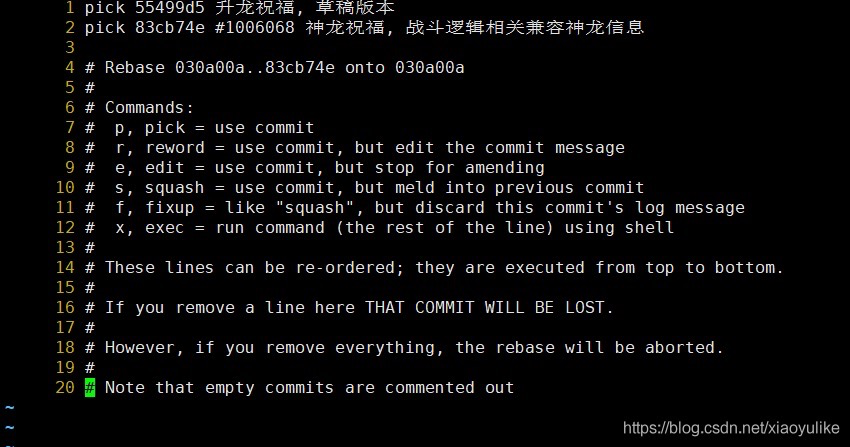 1 pick 55499d5 升龙祝福, 草稿版本
2 pick 83cb74e #1006068 神龙祝福, 战斗逻辑相关兼容神龙信息
3
4 # Rebase 030a00a..83cb74e onto 030a00a
5 #
6 # Commands:
7 #  p, pick = use commit
8 #  r, reword = use commit, but edit the commit message
9 #  e, edit = use commit, but stop for amending
10 #  s, squash = use commit, but meld into previous commit
11 #  f, fixup = like "squash", but discard this commit's log message
12 #  x, exec = run command (the rest of the line) using shell
13 #
14 # These lines can be re-ordered; they are executed from top to bottom.
15 #
16 # If you remove a line here THAT COMMIT WILL BE LOST.
17 #
18 # However, if you remove everything, the rebase will be aborted.
19 #
20 # Note that empty commits are commented out
~
~
~
https://blog.csdn.net/xiaoyulike